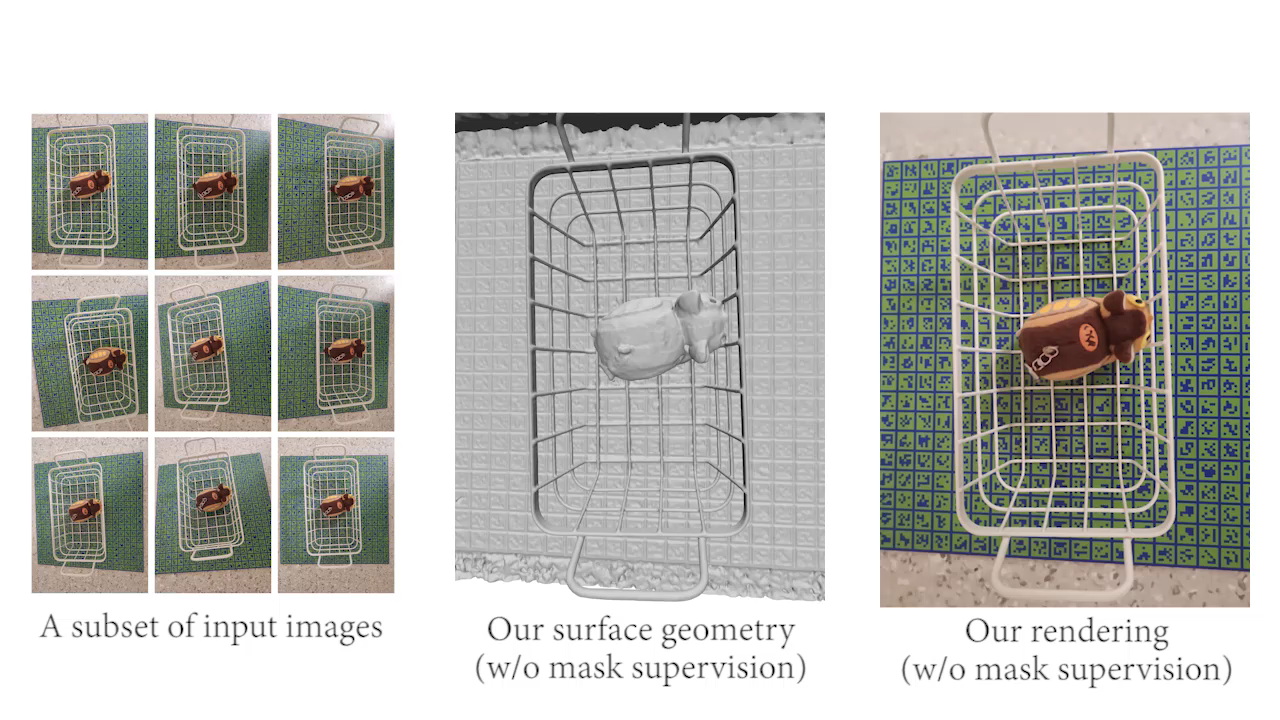 A subset of input images
Our surface geometry
(w/o mask supervision)
Our rendering
(w/o mask supervision)